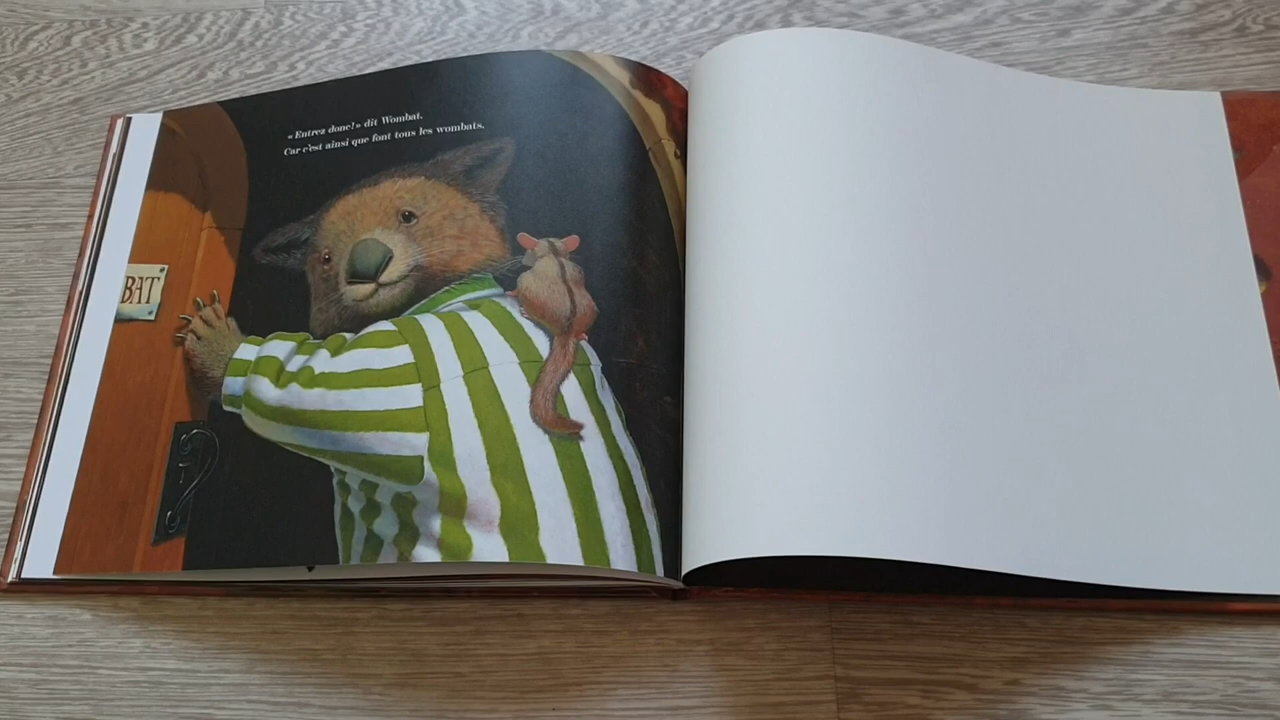 « Entrez donc! » dit Wombat.
Car c'est ainsi que font tous les wombats.
BAT